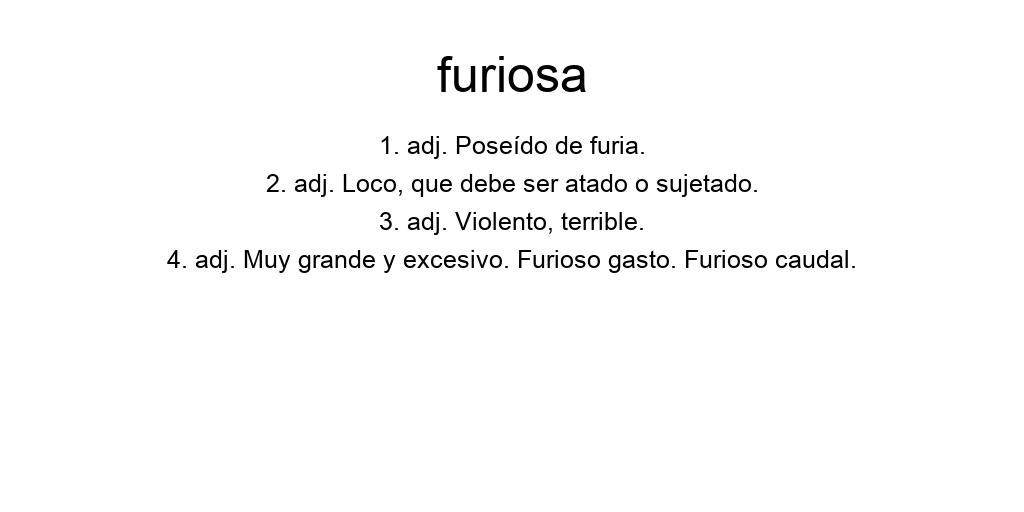 furiosa
1. adj. Poseído de furia.
2. adj. Loco, que debe ser atado o sujetado.
3. adj. Violento, terrible.
4. adj. Muy grande y excesivo. Furioso gasto. Furioso caudal.